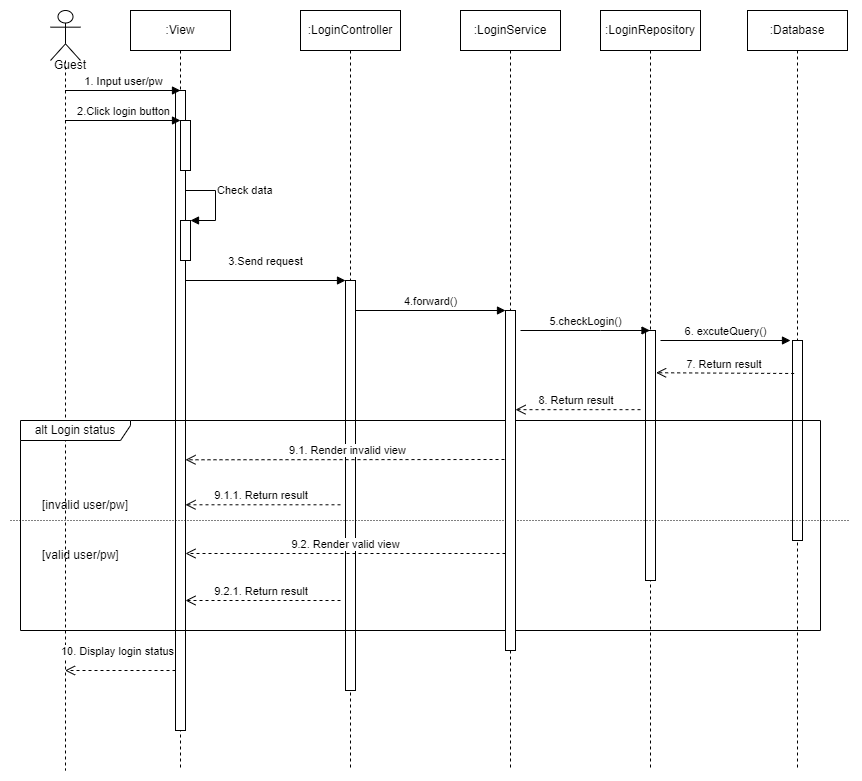 :View
:LoginController
:LoginService
:LoginRepository
:Database
Guest
1. Input user/pw
2.Click login button
Check data
3.Send request
4.forward()
5.checkLogin()
6. excuteQuery()
7. Return result
8. Return result
alt Login status
9.1. Render invalid view
9.1.1. Return result
[invalid user/pw]
9.2. Render valid view
[valid user/pw]
9.2.1. Return result
10. Display login status